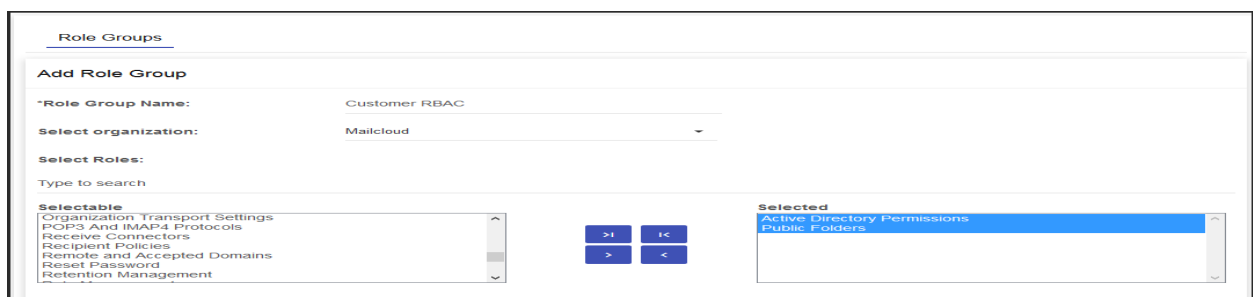 Role Groups
Add Role Group
*Role Group Name: Customer RBAC
Select organization: Mailcloud
Select Roles:
Type to search
Selectable Selected
Organization Transport Settings Active Directory Permissions
POP3 And IMAP4 Protocols Public Folders
Receive Connectors
Recipient Policies
Remote and Accepted Domains
Reset Password
Retention Management
>I I<
> <